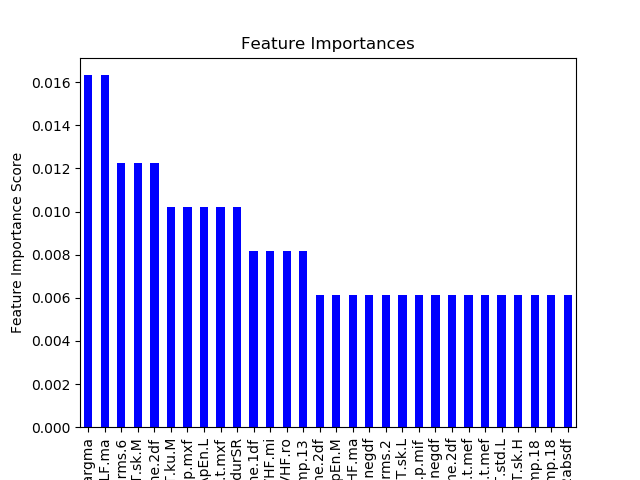 Feature Importances
Feature Importance Score
0.016
0.014
0.012
0.010
0.008
0.006
0.004
0.002
0.000
argma
LF.ma
rms.6
T.sk.M
ne.2df
T.ku.M
p.mxf
pEn.L
t.mxf
durSR
ne.1df
HF.mi
HF.ro
mp.13
ne.2df
pEn.M
HF.ma
negdf
rms.2
T.sk.L
.p.mif
negdf
ne.2df
.t.mef
.t.mef
T.std.L
T.sk.H
mp.18
mp.18
absdf